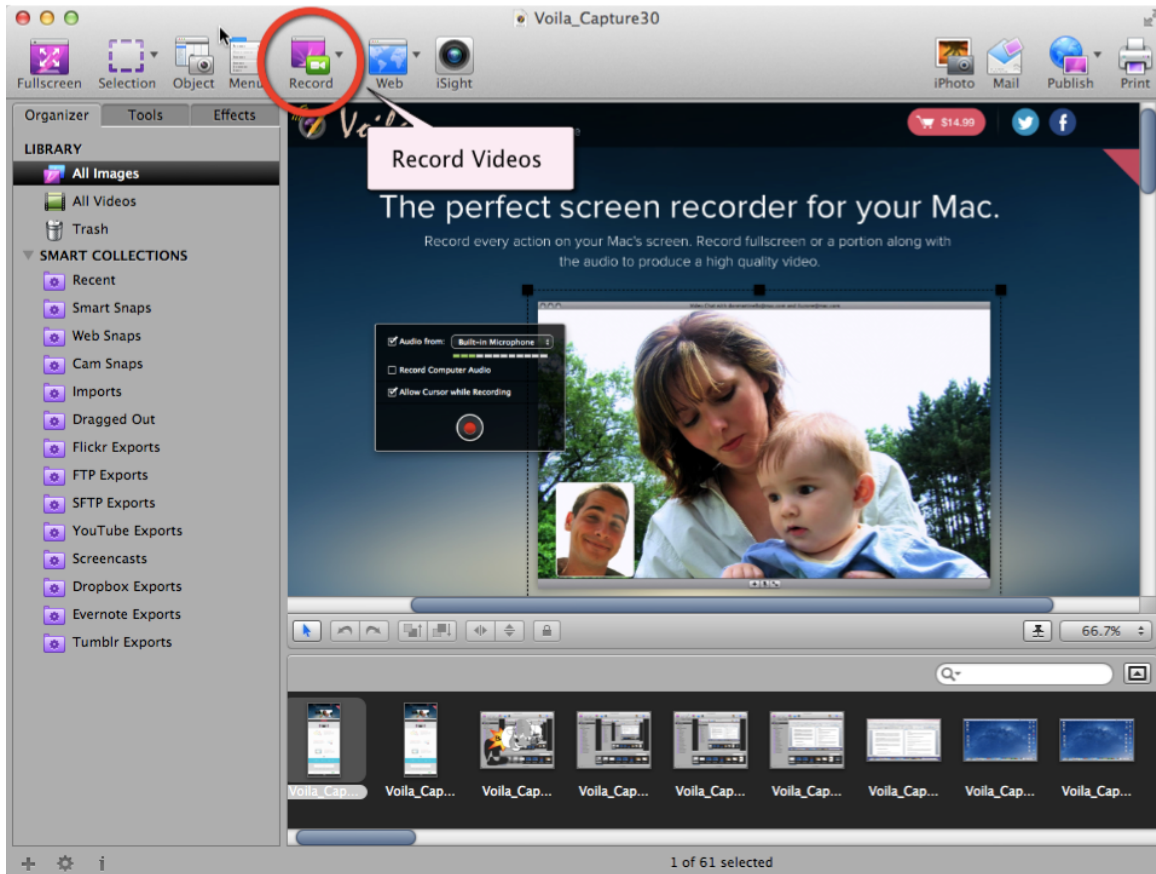 Voila_Capture30
Fullscreen
Selection
Object
Menu
Record
Web
iSight
iPhoto
Mail
Publish
Print
Organizer
Tools
Effects
LIBRARY
All Images
All Videos
Trash
SMART COLLECTIONS
Recent
Smart Snaps
Web Snaps
Cam Snaps
Imports
Dragged Out
Flickr Exports
FTP Exports
SFTP Exports
YouTube Exports
Screencasts
Dropbox Exports
Evernote Exports
Tumblr Exports
$14.99
Record Videos
The perfect screen recorder for your Mac.
Record every action on your Mac's screen. Record fullscreen or a portion along with
the audio to produce a high quality video.
Audio from: Built-in Microphone
Record Computer Audio
Allow Cursor while Recording
66.7%
Voila_Cap...
Voila_Cap...
Voila_Cap...
Voila_Cap...
Voila_Cap...
Voila_Cap...
Voila_Cap...
Voila_Cap...
Voila_Cap...
1 of 61 selected